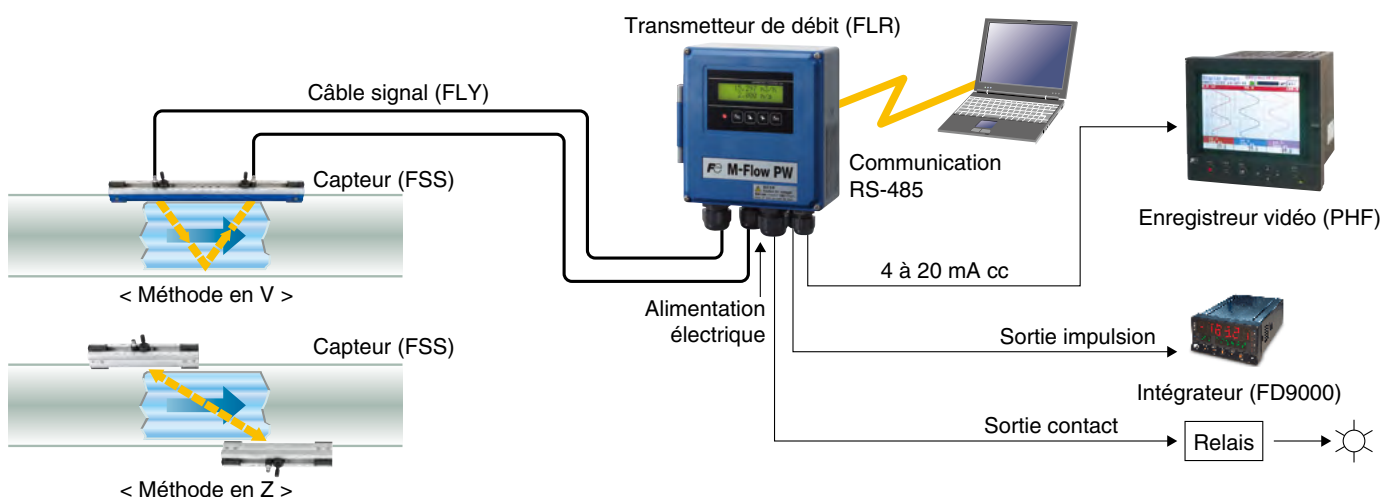 Transmetteur de débit (FLR)
Câble signal (FLY)
Capteur (FSS)
< Méthode en V >
Capteur (FSS)
< Méthode en Z >
M-Flow PW
Communication
RS-485
Enregistreur vidéo (PHF)
4 à 20 mA cc
Alimentation
électrique
Sortie impulsion
Intégrateur (FD9000)
Sortie contact
Relais